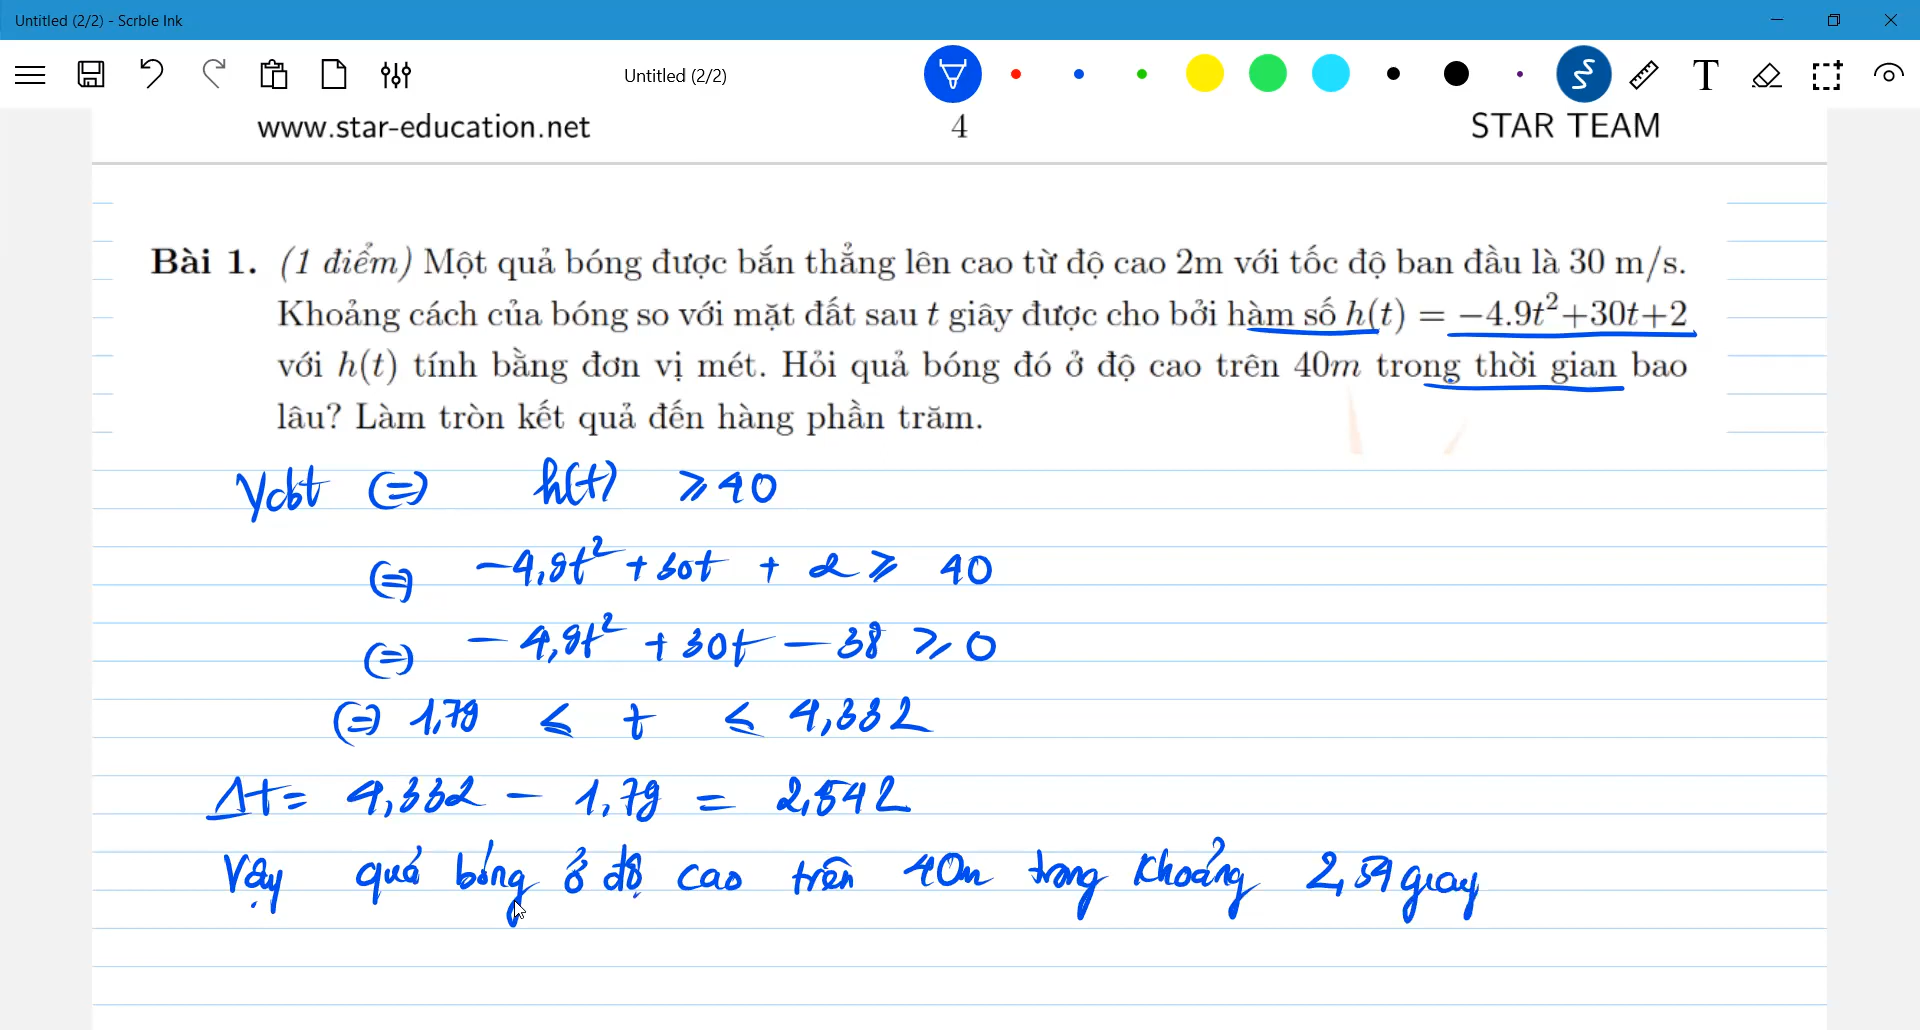 Untitled (2/2) - Scrble Ink
Untitled (2/2)
T
www.star-education.net 4 STAR TEAM
Bài 1. (1 điểm) Một quả bóng được bắn thẳng lên cao từ độ cao 2m với tốc độ ban đầu là 30 m/s.
Khoảng cách của bóng so với mặt đất sau t giây được cho bởi hàm số h(t) = −4.9t²+30t+2
với h(t) tính bằng đơn vị mét. Hỏi quả bóng đó ở độ cao trên 40m trong thời gian bao
lâu? Làm tròn kết quả đến hàng phần trăm.
Ycbt (=) h(t) ⩾ 40
(=) −4,9t² + 30t + 2 ⩾ 40
(=) −4,9t² + 30t − 38 ⩾ 0
(=) 1,79 ≤ t ≤ 4,332
Δt = 4,332 − 1,79 = 2,542
Vậy quả bóng ở độ cao trên 40m trong khoảng 2,54 giay